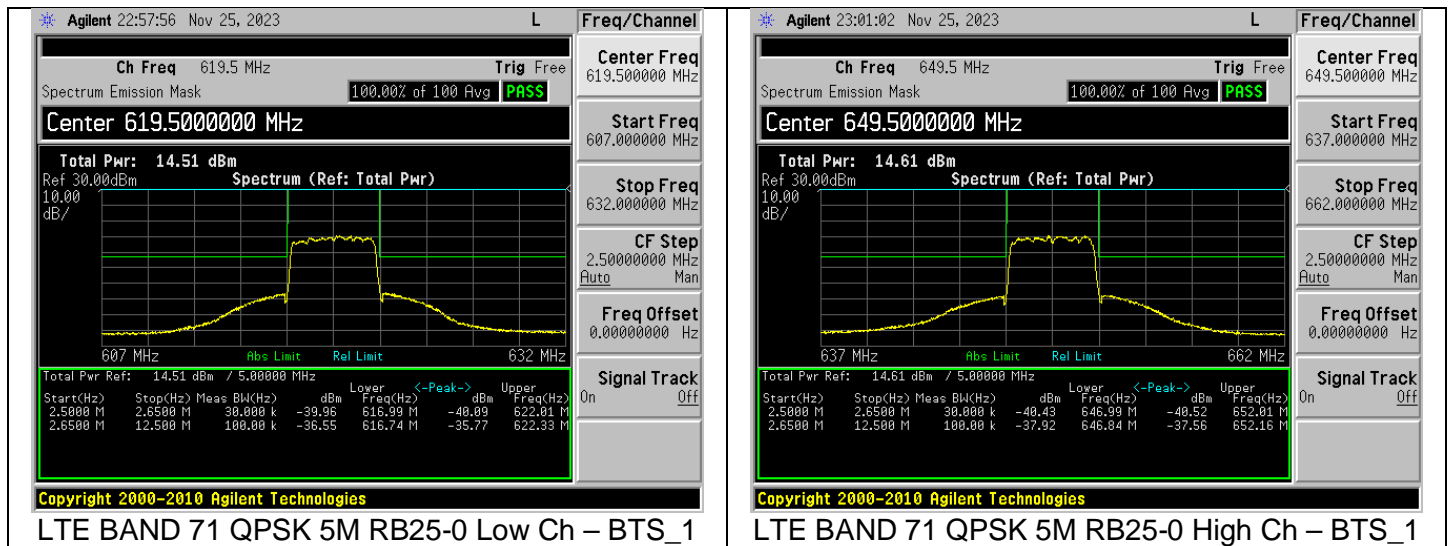 Agilent 22:57:56 Nov 25, 2023 L
Freq/Channel
Ch Freq 619.5 MHz Trig Free
Spectrum Emission Mask 100.00% of 100 Avg PASS
Center 619.5000000 MHz
Total Pwr: 14.51 dBm
Ref 30.00dBm Spectrum (Ref: Total Pwr)
10.00
dB/
607 MHz Abs Limit Rel Limit 632 MHz
Total Pwr Ref: 14.51 dBm / 5.00000 MHz
Lower <-Peak-> Upper
Start(Hz) Stop(Hz) Meas BW(Hz) dBm Freq(Hz) dBm Freq(Hz)
2.5000 M 2.6500 M 30.000 k -39.96 616.99 M -40.09 622.01 M
2.6500 M 12.500 M 100.00 k -36.55 616.74 M -35.77 622.33 M
Center Freq
619.500000 MHz
Start Freq
607.000000 MHz
Stop Freq
632.000000 MHz
CF Step
2.50000000 MHz
Auto Man
Freq Offset
0.00000000 Hz
Signal Track
On Off
Copyright 2000-2010 Agilent Technologies
LTE BAND 71 QPSK 5M RB25-0 Low Ch – BTS_1
Agilent 23:01:02 Nov 25, 2023 L
Freq/Channel
Ch Freq 649.5 MHz Trig Free
Spectrum Emission Mask 100.00% of 100 Avg PASS
Center 649.5000000 MHz
Total Pwr: 14.61 dBm
Ref 30.00dBm Spectrum (Ref: Total Pwr)
10.00
dB/
637 MHz Abs Limit Rel Limit 662 MHz
Total Pwr Ref: 14.61 dBm / 5.00000 MHz
Lower <-Peak-> Upper
Start(Hz) Stop(Hz) Meas BW(Hz) dBm Freq(Hz) dBm Freq(Hz)
2.5000 M 2.6500 M 30.000 k -40.43 646.99 M -40.52 652.01 M
2.6500 M 12.500 M 100.00 k -37.92 646.84 M -37.56 652.16 M
Center Freq
649.500000 MHz
Start Freq
637.000000 MHz
Stop Freq
662.000000 MHz
CF Step
2.50000000 MHz
Auto Man
Freq Offset
0.00000000 Hz
Signal Track
On Off
Copyright 2000-2010 Agilent Technologies
LTE BAND 71 QPSK 5M RB25-0 High Ch – BTS_1